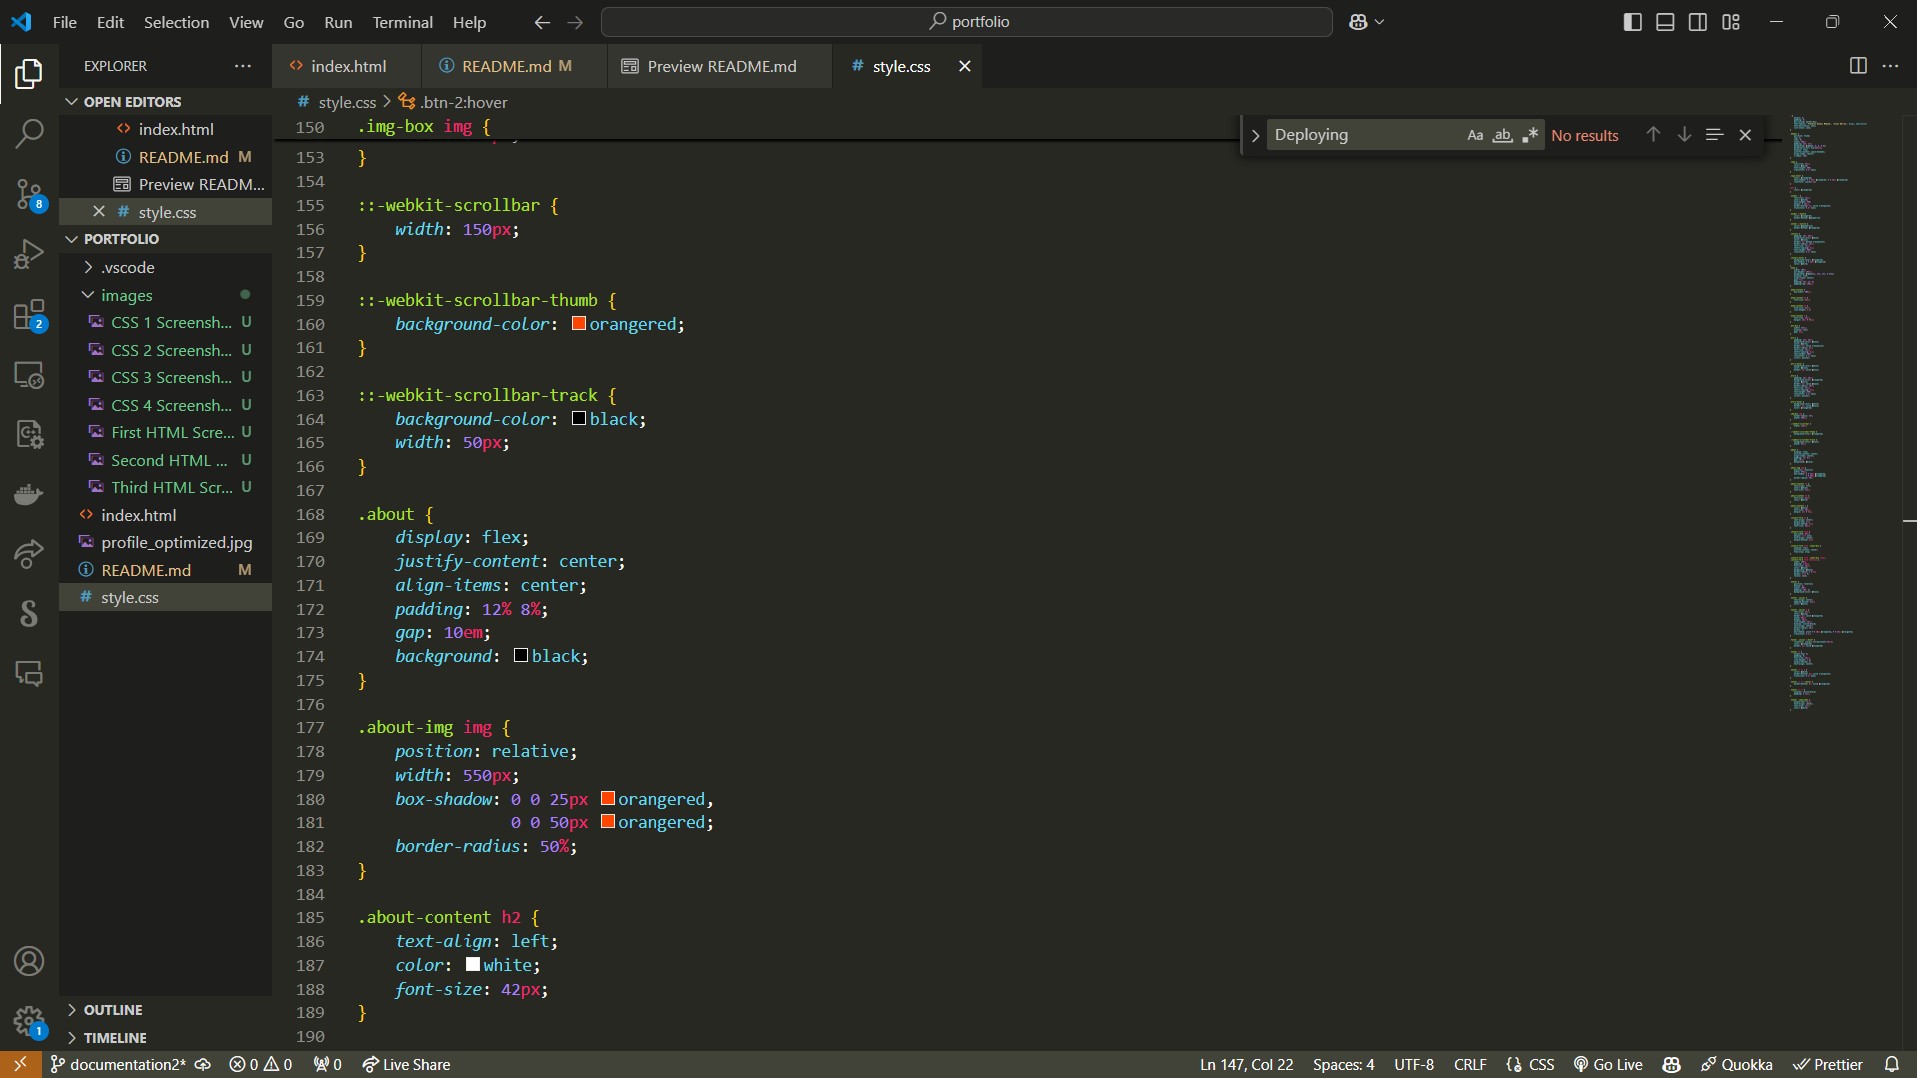 File Edit Selection View Go Run Terminal Help
portfolio
EXPLORER
OPEN EDITORS
index.html
README.md M
Preview READM...
style.css
PORTFOLIO
.vscode
images
CSS 1 Screensh... U
CSS 2 Screensh... U
CSS 3 Screensh... U
CSS 4 Screensh... U
First HTML Scre... U
Second HTML ... U
Third HTML Scr... U
index.html
profile_optimized.jpg
README.md M
style.css
OUTLINE
TIMELINE
8
2
1
index.html
README.md M
Preview README.md
style.css
style.css > .btn-2:hover
Deploying Aa ab .* No results
150 .img-box img {
153 }
154
155 ::-webkit-scrollbar {
156 width: 150px;
157 }
158
159 ::-webkit-scrollbar-thumb {
160 background-color: orangered;
161 }
162
163 ::-webkit-scrollbar-track {
164 background-color: black;
165 width: 50px;
166 }
167
168 .about {
169 display: flex;
170 justify-content: center;
171 align-items: center;
172 padding: 12% 8%;
173 gap: 10em;
174 background: black;
175 }
176
177 .about-img img {
178 position: relative;
179 width: 550px;
180 box-shadow: 0 0 25px orangered,
181 0 0 50px orangered;
182 border-radius: 50%;
183 }
184
185 .about-content h2 {
186 text-align: left;
187 color: white;
188 font-size: 42px;
189 }
190
documentation2* 0 0 0 Live Share
Ln 147, Col 22 Spaces: 4 UTF-8 CRLF CSS Go Live Quokka Prettier